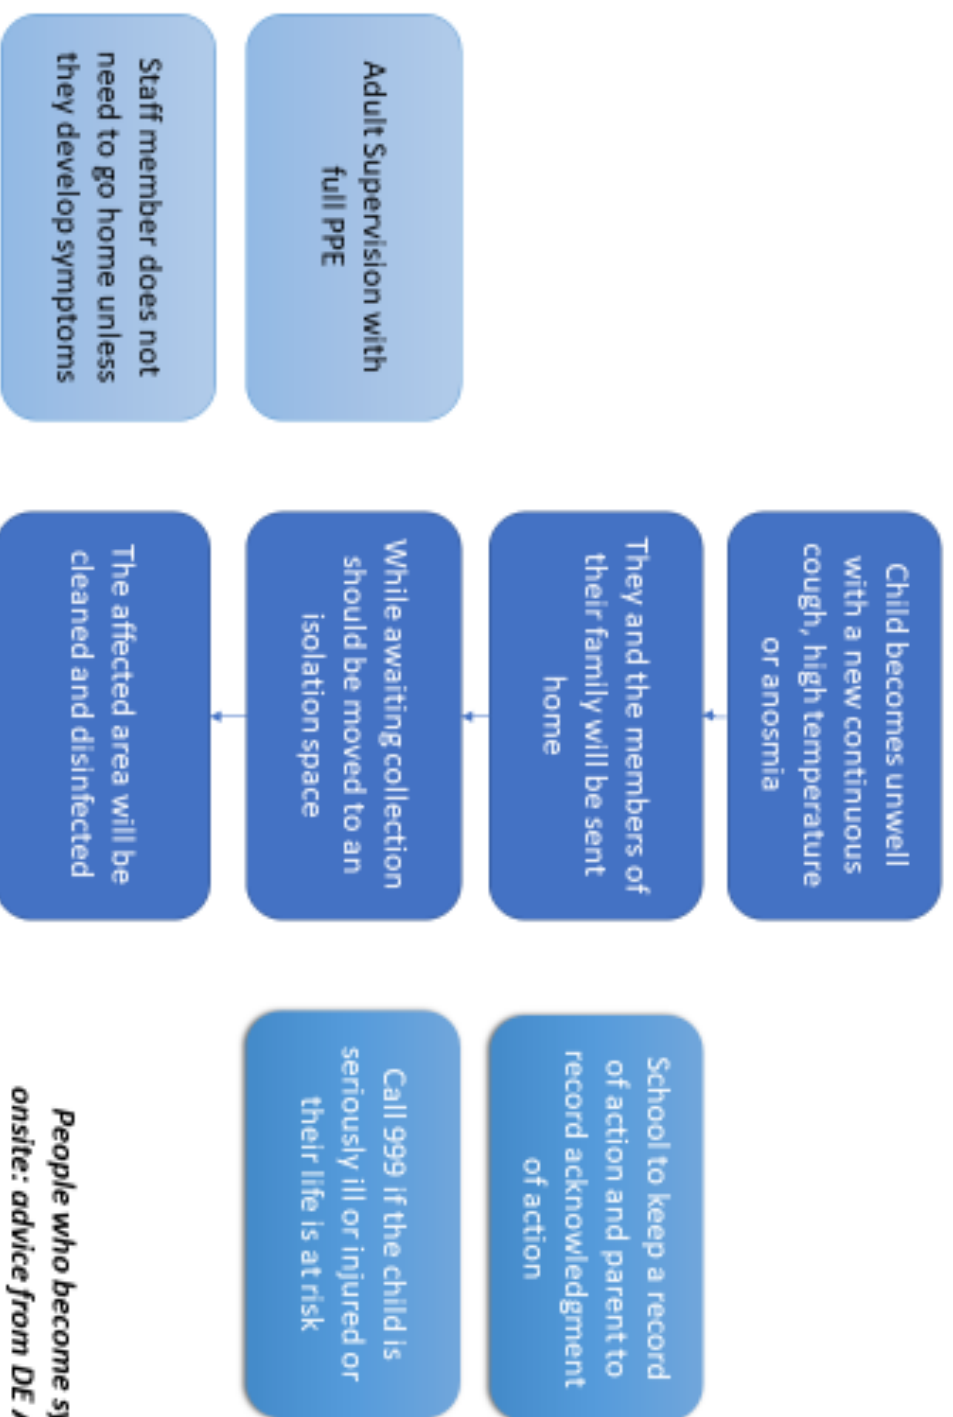 Child becomes unwell
with a new continuous
cough, high temperature
or anosmia
They and the members of
their family will be sent
home
School to keep a record
of action and parent to
record acknowledgment
of action
Adult Supervision with
full PPE
While awaiting collection
should be moved to an
isolation space
Call 999 if the child is
seriously ill or injured or
their life is at risk
Staff member does not
need to go home unless
they develop symptoms
The affected area will be
cleaned and disinfected
People who become
onsite: advice from DE